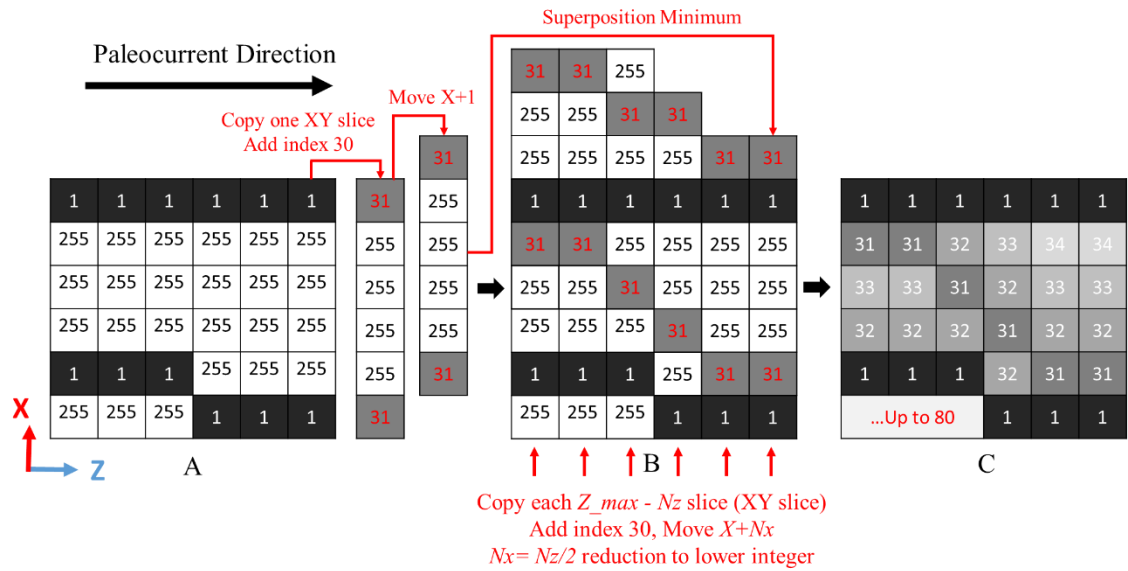 Superposition Minimum
Paleocurrent Direction
Move X+1
Copy one XY slice
Add index 30
1 1 1 1 1 1
255 255 255 255 255 255
255 255 255 255 255 255
255 255 255 255 255 255
1 1 1 255 255 255
255 255 255 1 1 1
X
Z
A
31
255
255
255
255
31
31
255
255
255
255
31
31 31 255
255 255 31 31
255 255 255 255 31 31
1 1 1 1 1 1
31 31 255 255 255 255
255 255 31 255 255 255
255 255 255 31 255 255
1 1 1 255 31 31
255 255 255 1 1 1
B
Copy each Z_max - Nz slice (XY slice)
Add index 30, Move X+Nx
Nx= Nz/2 reduction to lower integer
1 1 1 1 1 1
31 31 32 33 34 34
33 33 31 32 33 33
32 32 32 31 32 32
1 1 1 32 31 31
...Up to 80 1 1 1
C